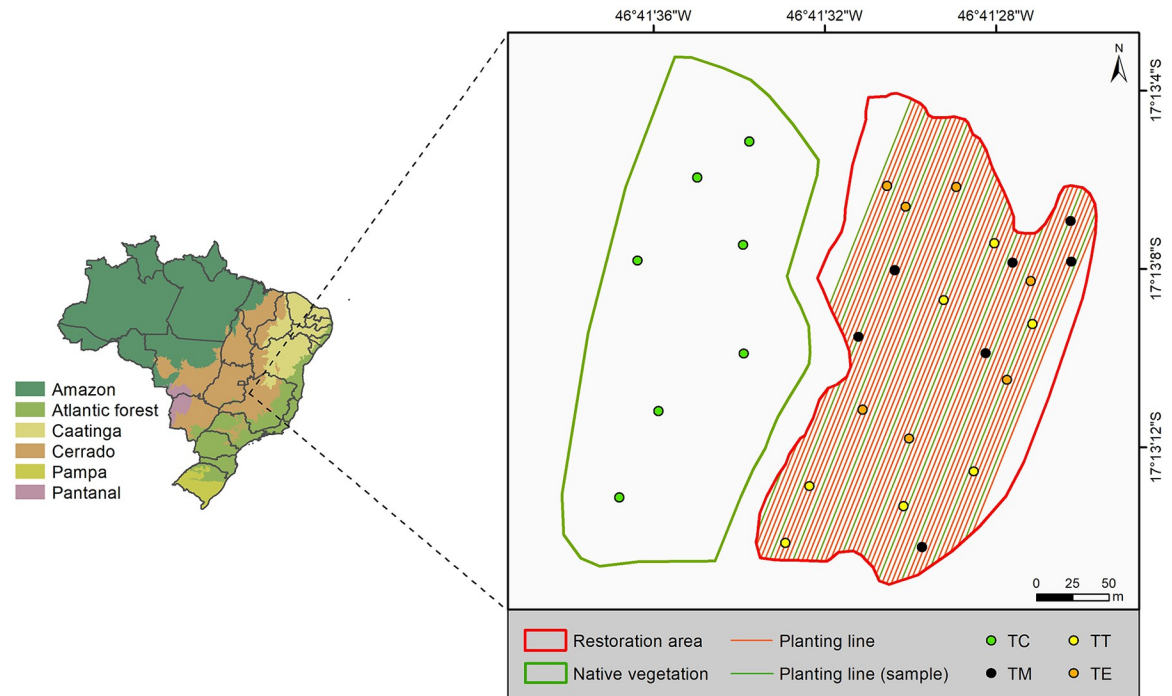 46°41'36"W 46°41'32"W 46°41'28"W
N
17°13'4"S
17°13'8"S
17°13'12"S
Amazon
Atlantic forest
Caatinga
Cerrado
Pampa
Pantanal
0 25 50
m
Restoration area Planting line TC TT
Native vegetation Planting line (sample) TM TE